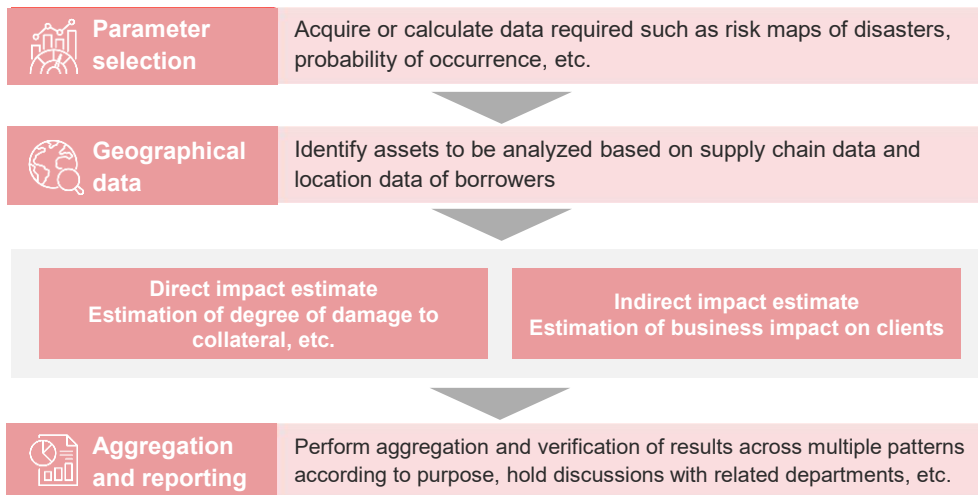 Parameter
selection
Acquire or calculate data required such as risk maps of disasters,
probability of occurrence, etc.
Geographical
data
Identify assets to be analyzed based on supply chain data and
location data of borrowers
Direct impact estimate
Estimation of degree of damage to
collateral, etc.
Indirect impact estimate
Estimation of business impact on clients
Aggregation
and reporting
Perform aggregation and verification of results across multiple patterns
according to purpose, hold discussions with related departments, etc.